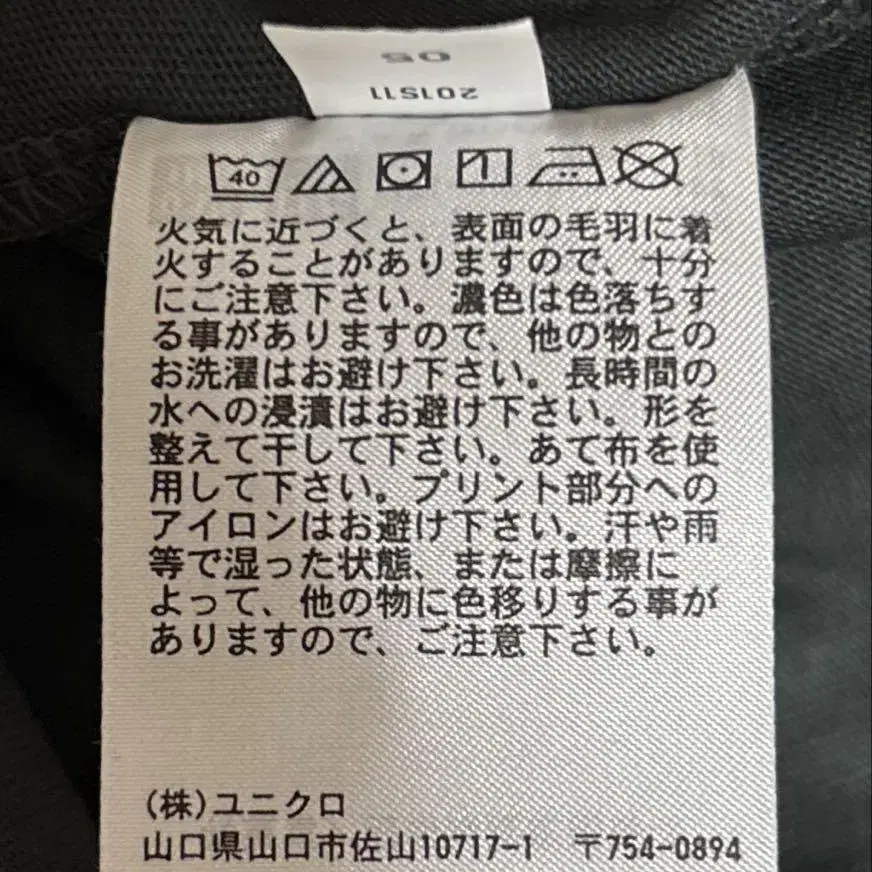 05
201S11
40
火気に近づくと、表面の毛羽に着
火することがありますので、十分
にご注意下さい。濃色は色落ちす
る事がありますので、他の物との
お洗濯はお避け下さい。長時間の
水への浸漬はお避け下さい。形を
整えて干して下さい。あて布を使
用して下さい。プリント部分への
アイロンはお避け下さい。汗や雨
等で湿った状態、または摩擦に
よって、他の物に色移りする事が
ありますので、ご注意下さい。
(株)ユニクロ
山口県山口市佐山10717-1 〒754-0894